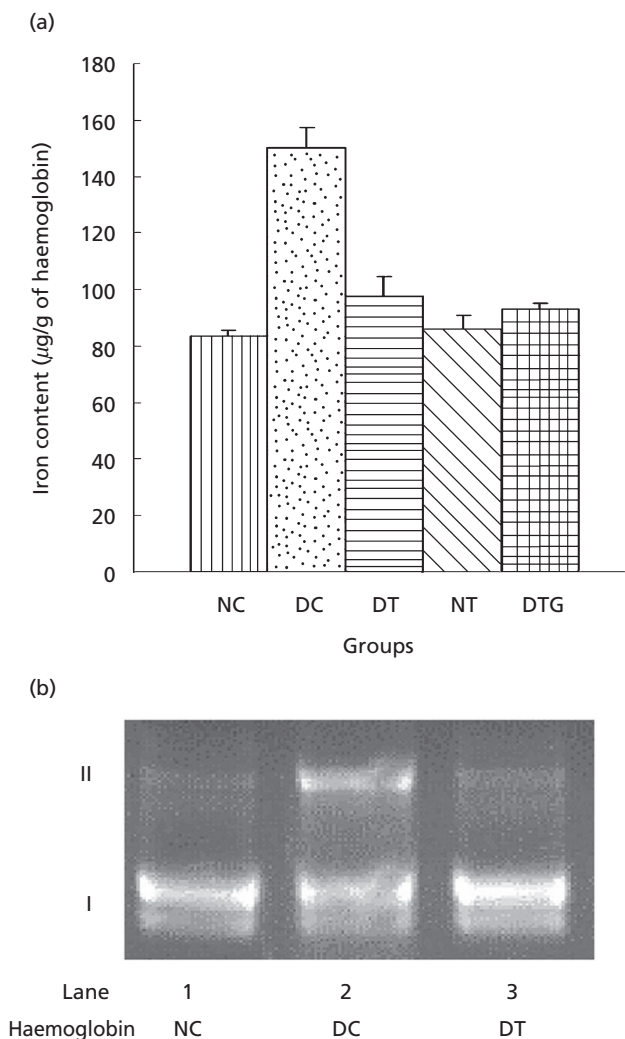 (a)
180
160
140
120
100
80
60
40
20
0
Iron content (μg/g of haemoglobin)
NC DC DT NT DTG
Groups
(b)
II
I
Lane 1 2 3
Haemoglobin NC DC DT